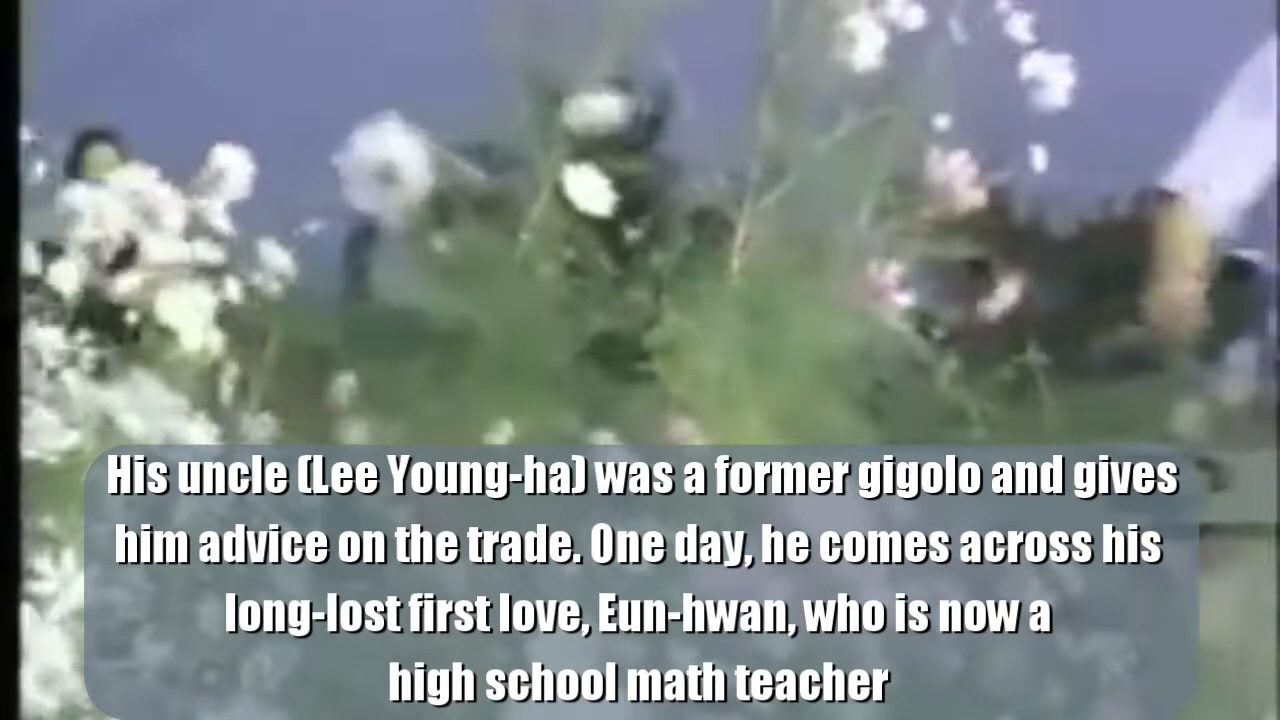 His uncle (Lee Young-ha) was a former gigolo and gives
him advice on the trade. One day, he comes across his
long-lost first love, Eun-hwan, who is now a
high school math teacher